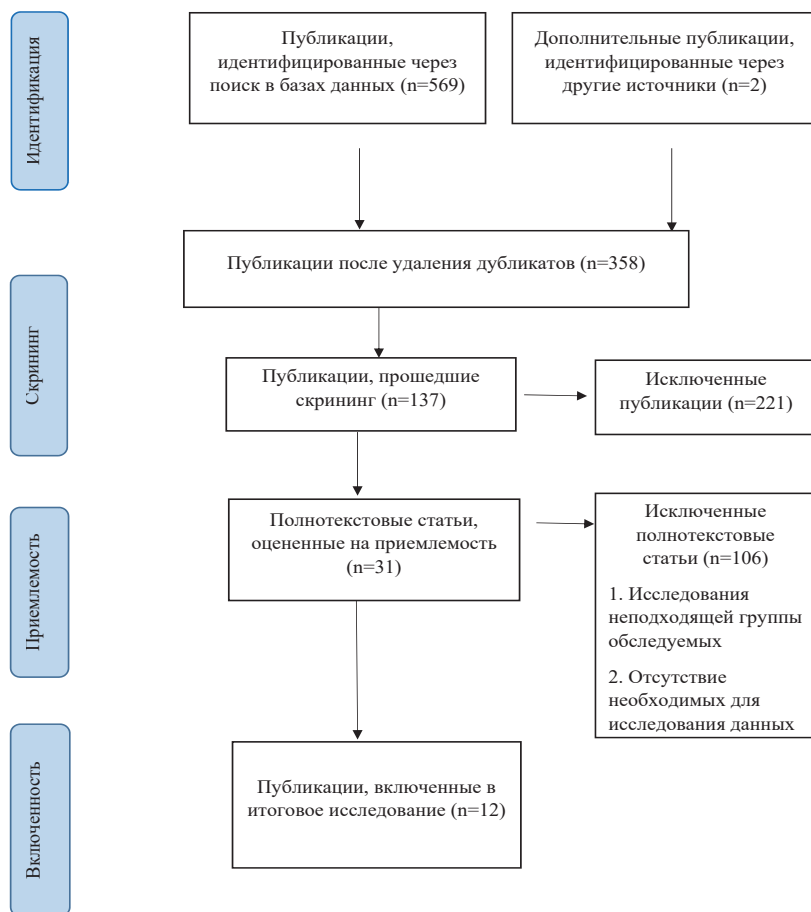 Идентификация
Публикации,
идентифицированные через
поиск в базах данных (n=569)
Дополнительные публикации,
идентифицированные через
другие источники (n=2)
Публикации после удаления дубликатов (n=358)
Скрининг
Публикации, прошедшие
скрининг (n=137)
Исключенные
публикации (n=221)
Приемлемость
Полнотекстовые статьи,
оцененные на приемлемость
(n=31)
Исключенные
полнотекстовые
статьи (n=106)
1. Исследования
неподходящей группы
обследуемых
2. Отсутствие
необходимых для
исследования данных
Включенность
Публикации, включенные в
итоговое исследование (n=12)